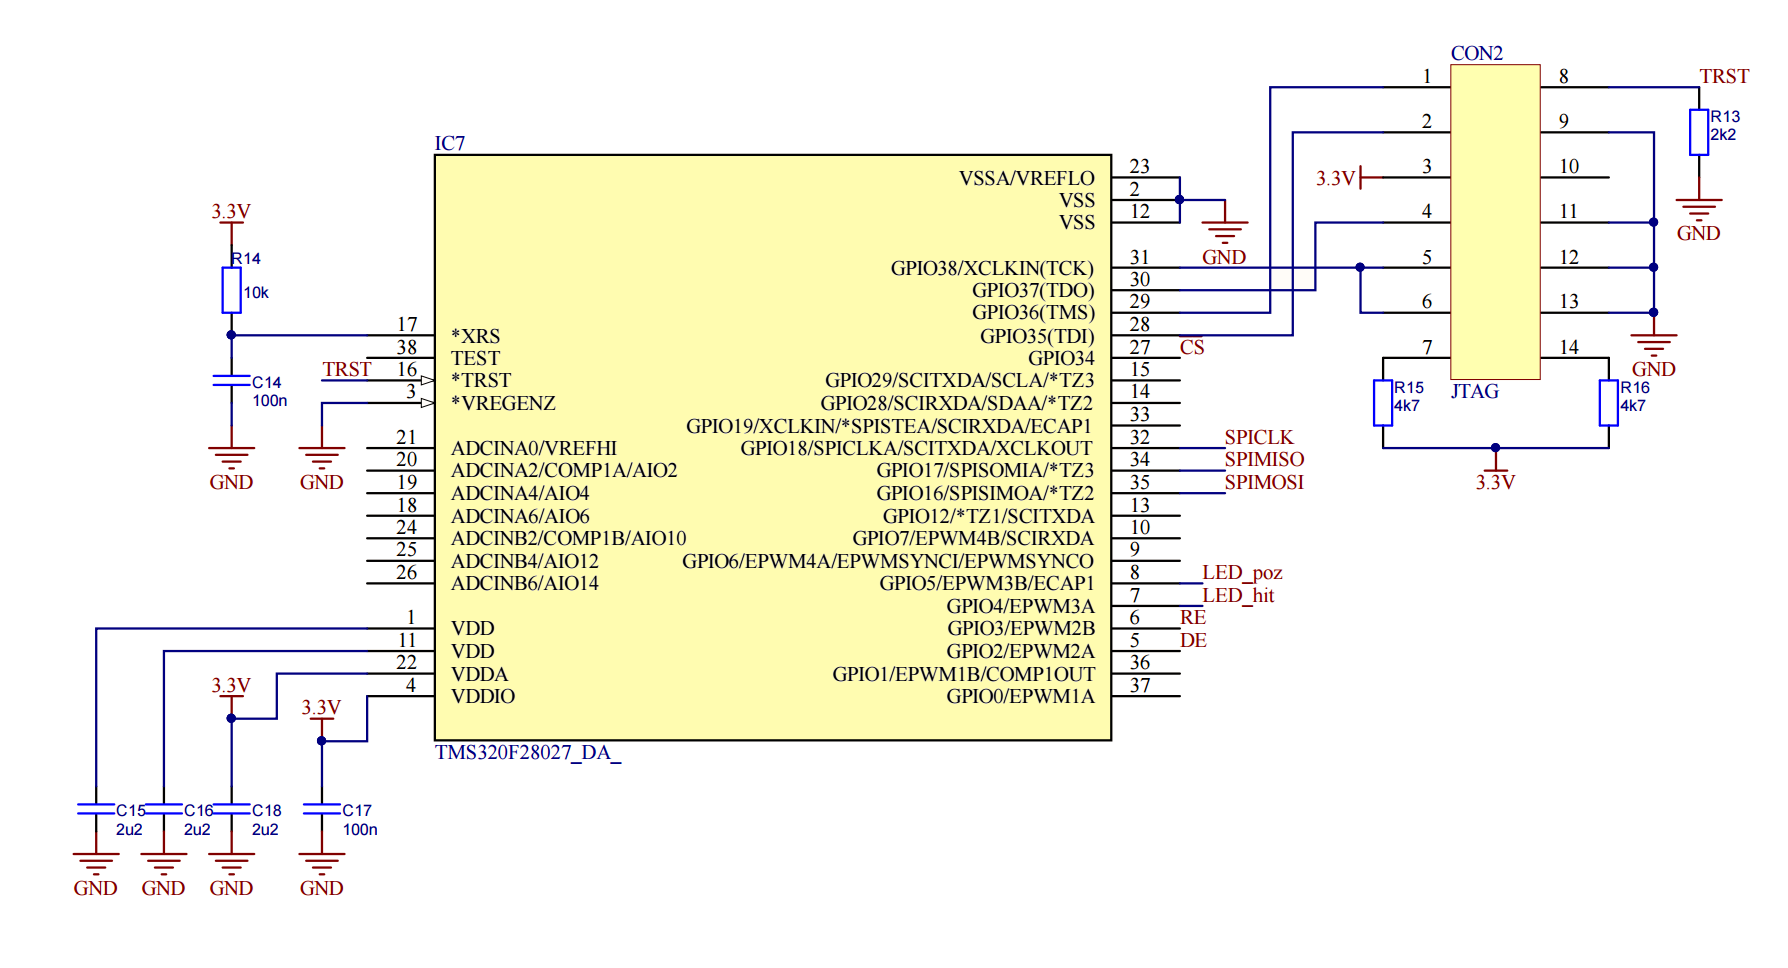 CON2
1
8
TRST
2
9
R13
2k2
3.3V
3
10
4
11
GND
5
12
6
13
7
14
GND
R15
4k7
JTAG
R16
4k7
3.3V
IC7
3.3V
R14
10k
C14
100n
GND
TRST
GND
17
*XRS
38
TEST
16
*TRST
3
*VREGENZ
21
ADCINA0/VREFHI
20
ADCINA2/COMP1A/AIO2
19
ADCINA4/AIO4
18
ADCINA6/AIO6
24
ADCINB2/COMP1B/AIO10
25
ADCINB4/AIO12
26
ADCINB6/AIO14
1
VDD
11
VDD
22
VDDA
4
VDDIO
VSSA/VREFLO
23
VSS
2
VSS
12
GND
GPIO38/XCLKIN(TCK)
31
GPIO37(TDO)
30
GPIO36(TMS)
29
GPIO35(TDI)
28
GPIO34
27
CS
GPIO29/SCITXDA/SCLA/*TZ3
15
GPIO28/SCIRXDA/SDAA/*TZ2
14
GPIO19/XCLKIN/*SPISTEA/SCIRXDA/ECAP1
33
GPIO18/SPICLKA/SCITXDA/XCLKOUT
32
SPICLK
GPIO17/SPISOMIA/*TZ3
34
SPIMISO
GPIO16/SPISIMOA/*TZ2
35
SPIMOSI
GPIO12/*TZ1/SCITXDA
13
GPIO7/EPWM4B/SCIRXDA
10
GPIO6/EPWM4A/EPWMSYNCI/EPWMSYNCO
9
GPIO5/EPWM3B/ECAP1
8
LED_poz
GPIO4/EPWM3A
7
LED_hit
GPIO3/EPWM2B
6
RE
GPIO2/EPWM2A
5
DE
GPIO1/EPWM1B/COMP1OUT
36
GPIO0/EPWM1A
37
TMS320F28027_DA_
3.3V
3.3V
C15
2u2
C16
2u2
C18
2u2
C17
100n
GND
GND
GND
GND